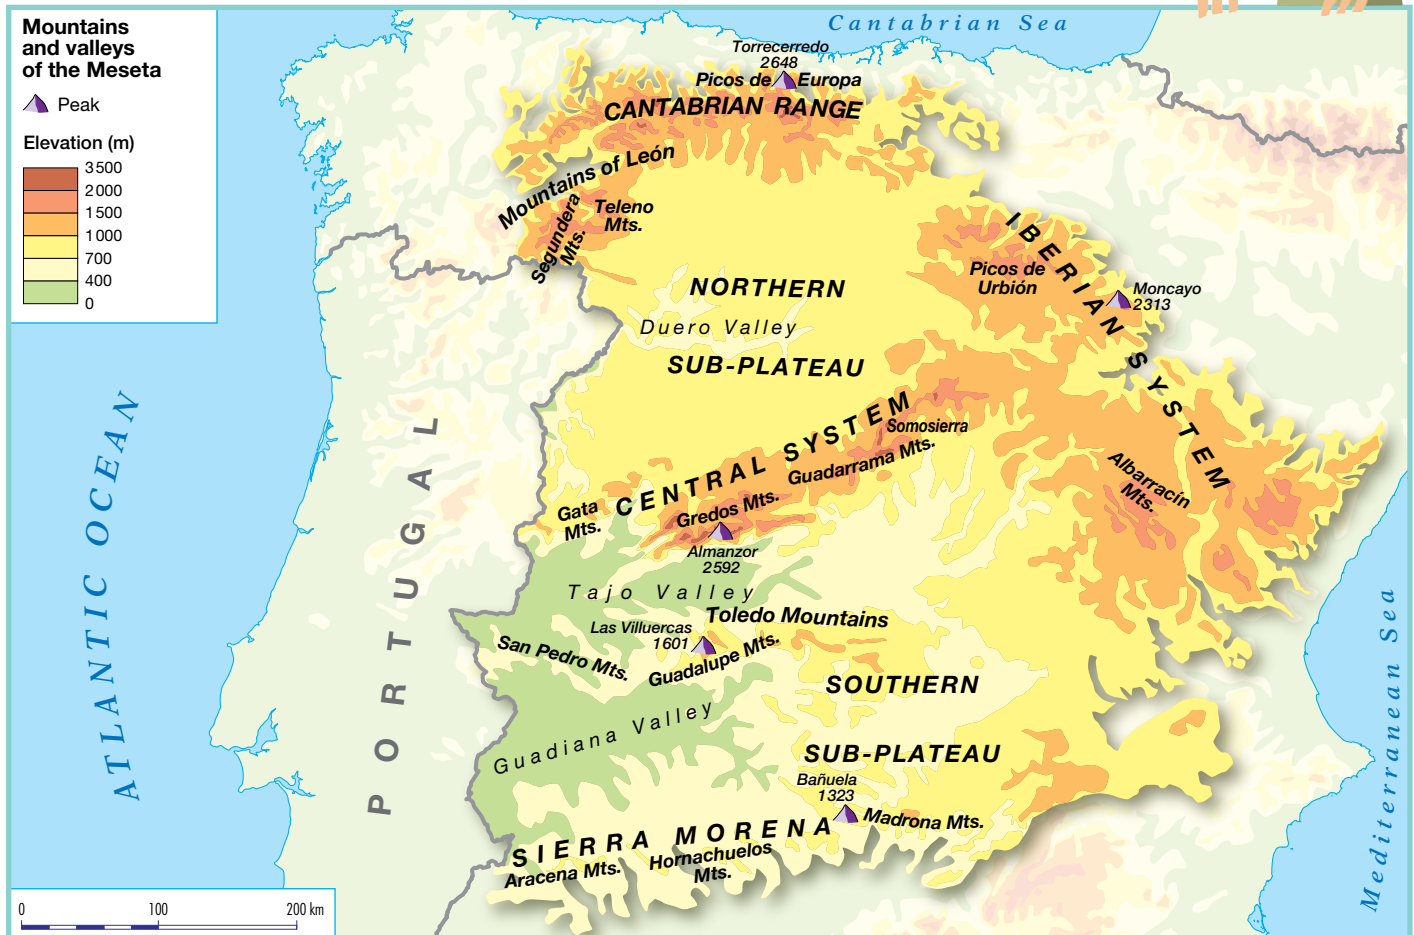 Mountains
and valleys
of the Meseta
Peak
Elevation (m)
3500
2000
1500
1000
700
400
0
Cantabrian Sea
Torrecerredo
2648
Picos de Europa
CANTABRIAN RANGE
Mountains of León
Teleno
Mts.
Segundera
Mts.
IBERIAN SYSTEM
Picos de
Urbión
Moncayo
2313
NORTHERN
Duero Valley
SUB-PLATEAU
CENTRAL SYSTEM
Somosierra
Guadarrama Mts.
Gredos Mts.
Gata
Mts.
Almanzor
2592
Albarracín
Mts.
ATLANTIC OCEAN
PORTUGAL
Tajo Valley
Toledo Mountains
Las Villuercas
1601
Guadalupe Mts.
San Pedro Mts.
SOUTHERN
Guadiana Valley
SUB-PLATEAU
Bañuela
1323
Madrona Mts.
SIERRA MORENA
Hornachuelos
Mts.
Aracena Mts.
Mediterranean Sea
0 100 200 km